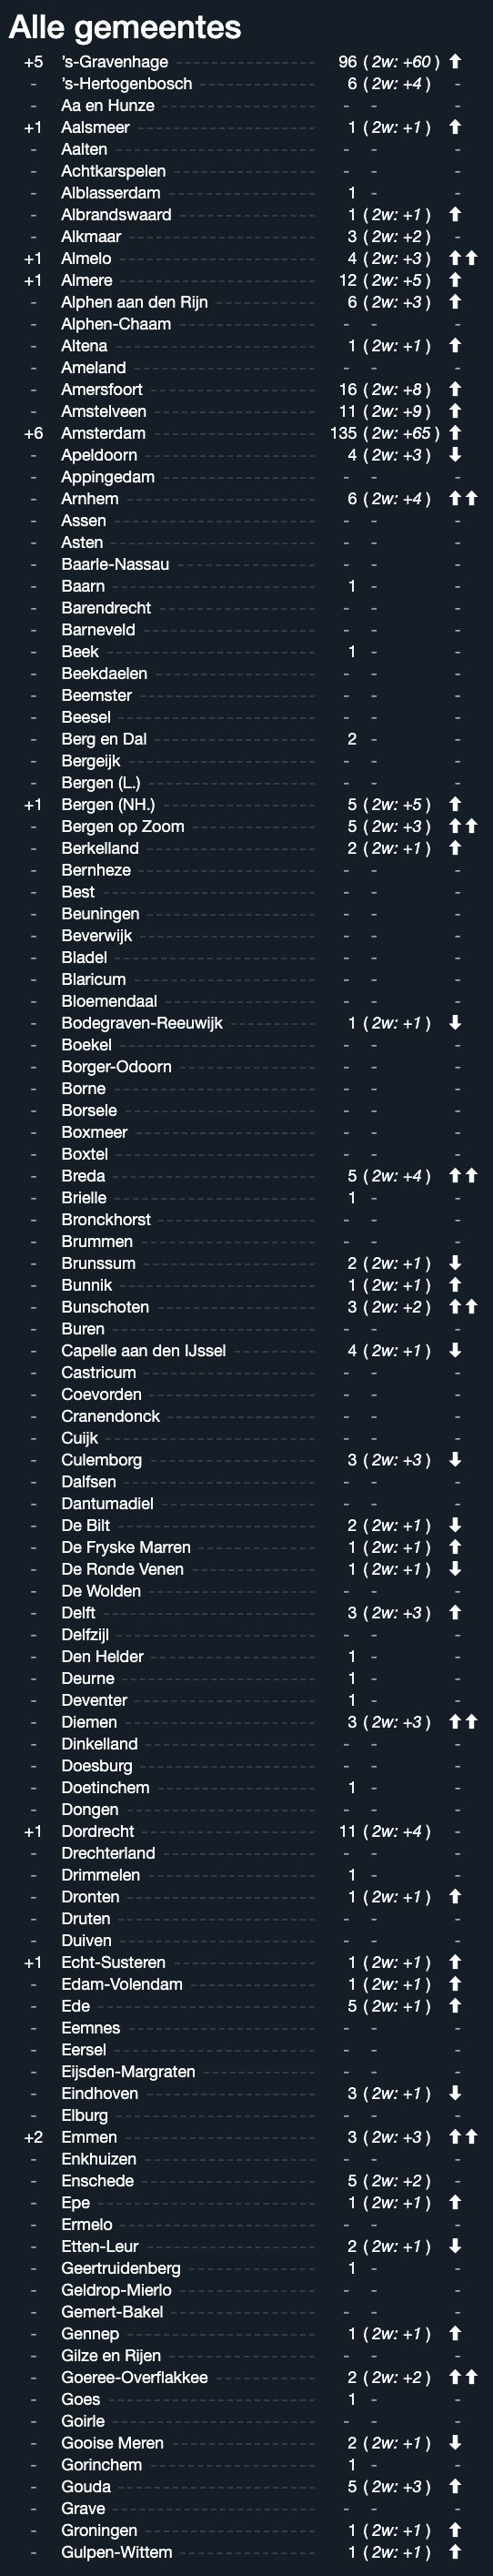 Alle gemeentes
+5 's-Gravenhage 96 ( 2w: +60 ) ⬆
- 's-Hertogenbosch 6 ( 2w: +4 ) -
- Aa en Hunze - - -
+1 Aalsmeer 1 ( 2w: +1 ) ⬆
- Aalten - - -
- Achtkarspelen - - -
- Alblasserdam 1 - -
- Albrandswaard 1 ( 2w: +1 ) ⬆
- Alkmaar 3 ( 2w: +2 ) -
+1 Almelo 4 ( 2w: +3 ) ⬆⬆
+1 Almere 12 ( 2w: +5 ) ⬆
- Alphen aan den Rijn 6 ( 2w: +3 ) ⬆
- Alphen-Chaam - - -
- Altena 1 ( 2w: +1 ) ⬆
- Ameland - - -
- Amersfoort 16 ( 2w: +8 ) ⬆
- Amstelveen 11 ( 2w: +9 ) ⬆
+6 Amsterdam 135 ( 2w: +65 ) ⬆
- Apeldoorn 4 ( 2w: +3 ) ⬇
- Appingedam - - -
- Arnhem 6 ( 2w: +4 ) ⬆⬆
- Assen - - -
- Asten - - -
- Baarle-Nassau - - -
- Baarn 1 - -
- Barendrecht - - -
- Barneveld - - -
- Beek 1 - -
- Beekdaelen - - -
- Beemster - - -
- Beesel - - -
- Berg en Dal 2 - -
- Bergeijk - - -
- Bergen (L.) - - -
+1 Bergen (NH.) 5 ( 2w: +5 ) ⬆
- Bergen op Zoom 5 ( 2w: +3 ) ⬆⬆
- Berkelland 2 ( 2w: +1 ) ⬆
- Bernheze - - -
- Best - - -
- Beuningen - - -
- Beverwijk - - -
- Bladel - - -
- Blaricum - - -
- Bloemendaal - - -
- Bodegraven-Reeuwijk 1 ( 2w: +1 ) ⬇
- Boekel - - -
- Borger-Odoorn - - -
- Borne - - -
- Borsele - - -
- Boxmeer - - -
- Boxtel - - -
- Breda 5 ( 2w: +4 ) ⬆⬆
- Brielle 1 - -
- Bronckhorst - - -
- Brummen - - -
- Brunssum 2 ( 2w: +1 ) ⬇
- Bunnik 1 ( 2w: +1 ) ⬆
- Bunschoten 3 ( 2w: +2 ) ⬆⬆
- Buren - - -
- Capelle aan den IJssel 4 ( 2w: +1 ) ⬇
- Castricum - - -
- Coevorden - - -
- Cranendonck - - -
- Cuijk - - -
- Culemborg 3 ( 2w: +3 ) ⬇
- Dalfsen - - -
- Dantumadiel - - -
- De Bilt 2 ( 2w: +1 ) ⬇
- De Fryske Marren 1 ( 2w: +1 ) ⬆
- De Ronde Venen 1 ( 2w: +1 ) ⬇
- De Wolden - - -
- Delft 3 ( 2w: +3 ) ⬆
- Delfzijl - - -
- Den Helder 1 - -
- Deurne 1 - -
- Deventer 1 - -
- Diemen 3 ( 2w: +3 ) ⬆⬆
- Dinkelland - - -
- Doesburg - - -
- Doetinchem 1 - -
- Dongen - - -
+1 Dordrecht 11 ( 2w: +4 ) -
- Drechterland - - -
- Drimmelen 1 - -
- Dronten 1 ( 2w: +1 ) ⬆
- Druten - - -
- Duiven - - -
+1 Echt-Susteren 1 ( 2w: +1 ) ⬆
- Edam-Volendam 1 ( 2w: +1 ) ⬆
- Ede 5 ( 2w: +1 ) ⬆
- Eemnes - - -
- Eersel - - -
- Eijsden-Margraten - - -
- Eindhoven 3 ( 2w: +1 ) ⬇
- Elburg - - -
+2 Emmen 3 ( 2w: +3 ) ⬆⬆
- Enkhuizen - - -
- Enschede 5 ( 2w: +2 ) -
- Epe 1 ( 2w: +1 ) ⬆
- Ermelo - - -
- Etten-Leur 2 ( 2w: +1 ) ⬇
- Geertruidenberg 1 - -
- Geldrop-Mierlo - - -
- Gemert-Bakel - - -
- Gennep 1 ( 2w: +1 ) ⬆
- Gilze en Rijen - - -
- Goeree-Overflakkee 2 ( 2w: +2 ) ⬆⬆
- Goes 1 - -
- Goirle - - -
- Gooise Meren 2 ( 2w: +1 ) ⬇
- Gorinchem 1 - -
- Gouda 5 ( 2w: +3 ) ⬆
- Grave - - -
- Groningen 1 ( 2w: +1 ) ⬆
- Gulpen-Wittem 1 ( 2w: +1 ) ⬆